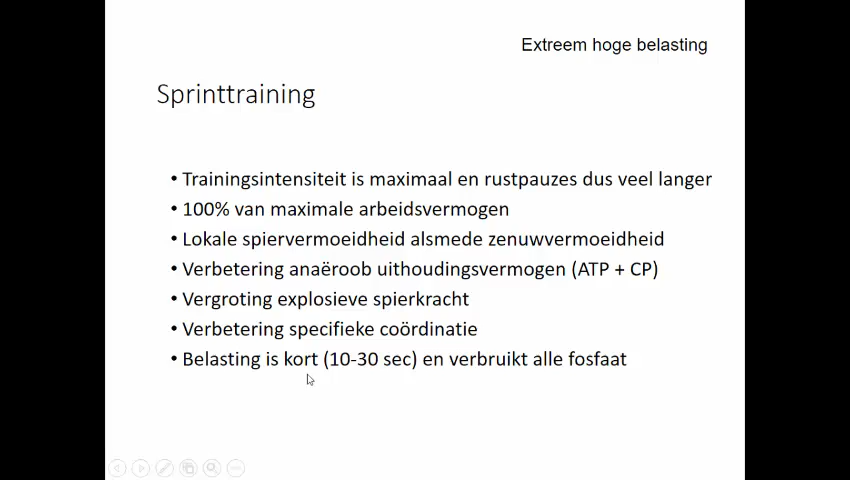 Extreem hoge belasting
Sprinttraining
• Trainingsintensiteit is maximaal en rustpauzes dus veel langer
• 100% van maximale arbeidsvermogen
• Lokale spiervermoeidheid alsmede zenuwvermoeidheid
• Verbetering anaëroob uithoudingsvermogen (ATP + CP)
• Vergroting explosieve spierkracht
• Verbetering specifieke coördinatie
• Belasting is kort (10-30 sec) en verbruikt alle fosfaat